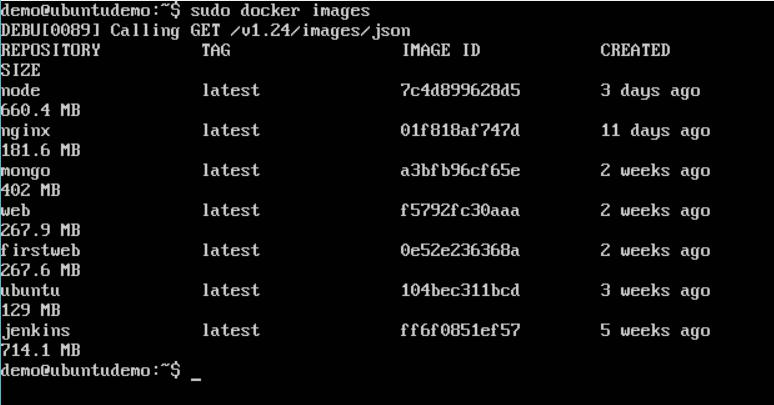 demo@ubuntudemo:~$ sudo docker images
DEBU[0089] Calling GET /v1.24/images/json
REPOSITORY TAG IMAGE ID CREATED
SIZE
node latest 7c4d899628d5 3 days ago
660.4 MB
nginx latest 01f818af747d 11 days ago
181.6 MB
mongo latest a3bfb96cf65e 2 weeks ago
402 MB
web latest f5792fc30aaa 2 weeks ago
267.9 MB
firstweb latest 0e52e236368a 2 weeks ago
267.6 MB
ubuntu latest 104bec311bcd 3 weeks ago
129 MB
jenkins latest ff6f0851ef57 5 weeks ago
714.1 MB
demo@ubuntudemo:~$ _